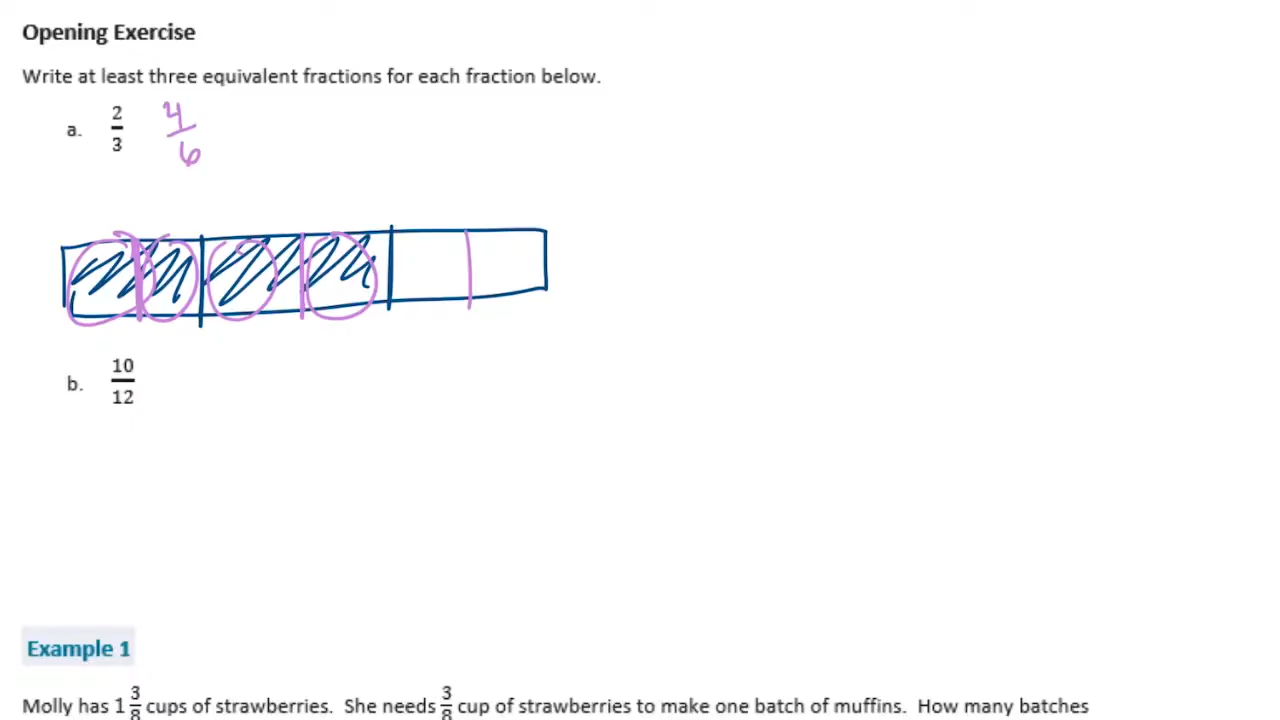 Opening Exercise
Write at least three equivalent fractions for each fraction below.
a. 2/3 4/6
b. 10/12
Example 1
Molly has 1 3/8 cups of strawberries. She needs 3/8 cup of strawberries to make one batch of muffins. How many batches